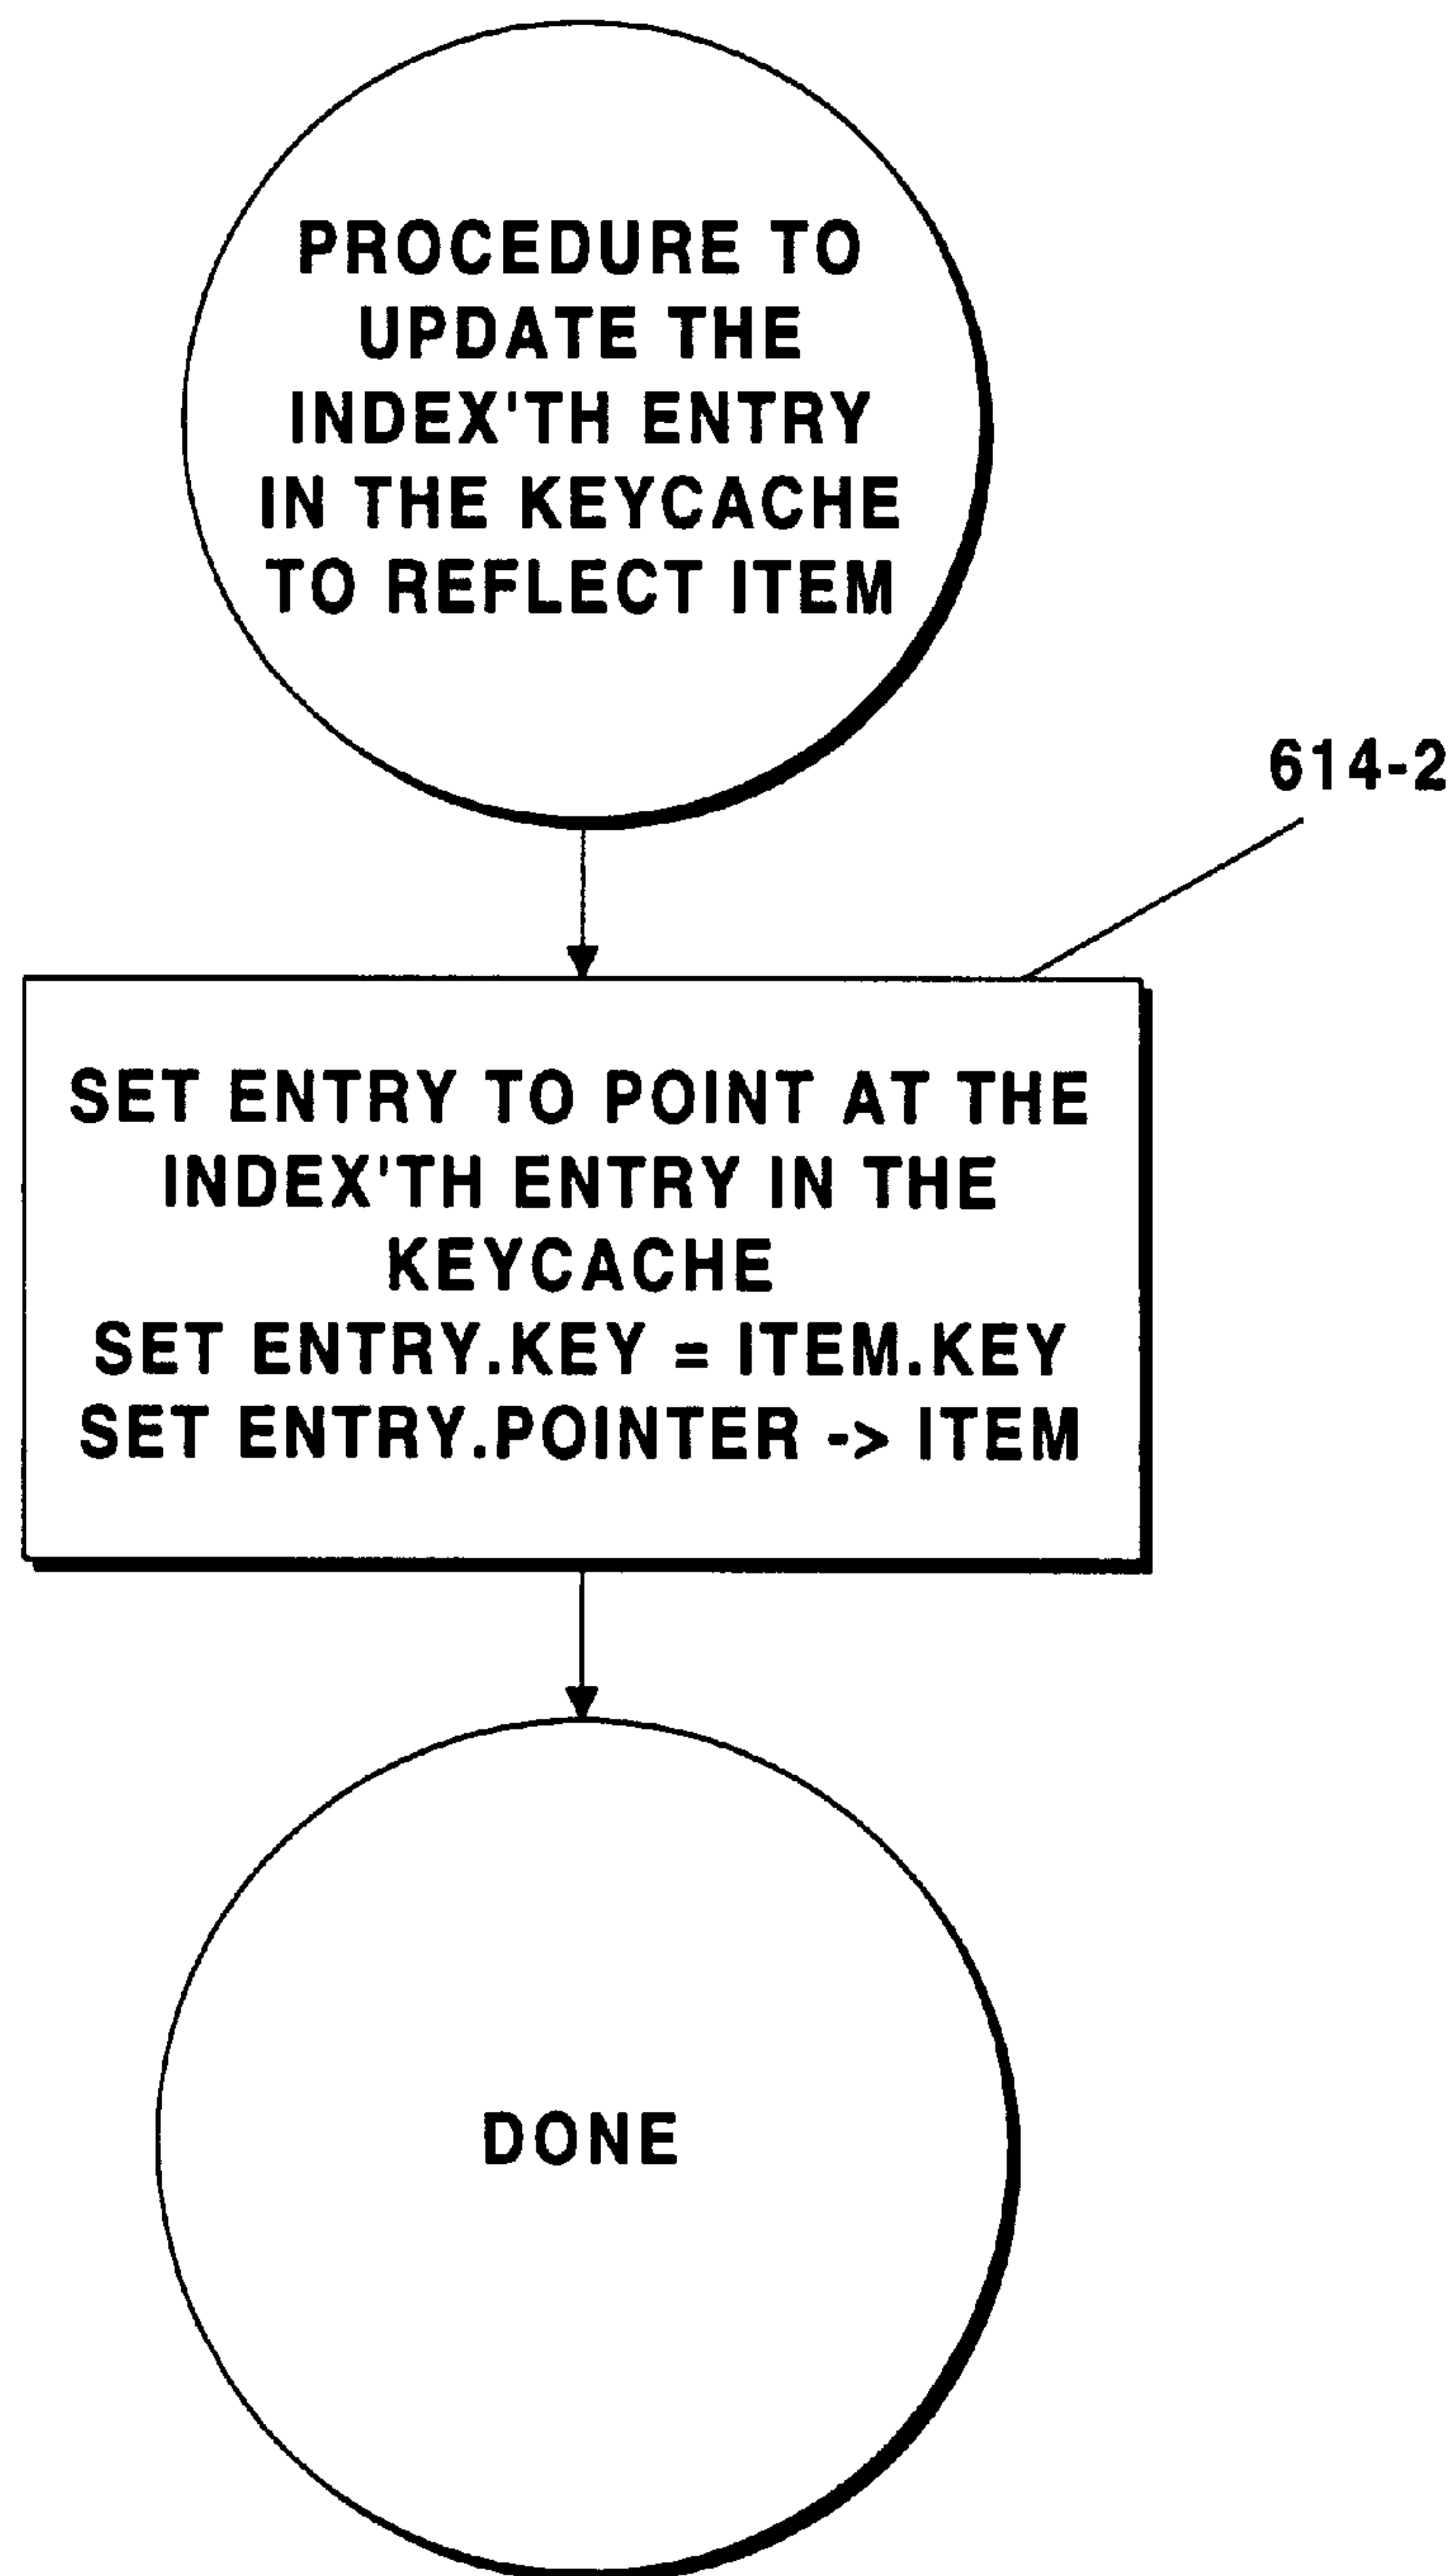 PROCEDURE TO
UPDATE THE
INDEX'TH ENTRY
IN THE KEYCACHE
TO REFLECT ITEM
614-2
SET ENTRY TO POINT AT THE
INDEX'TH ENTRY IN THE
KEYCACHE
SET ENTRY.KEY = ITEM.KEY
SET ENTRY.POINTER -> ITEM
DONE